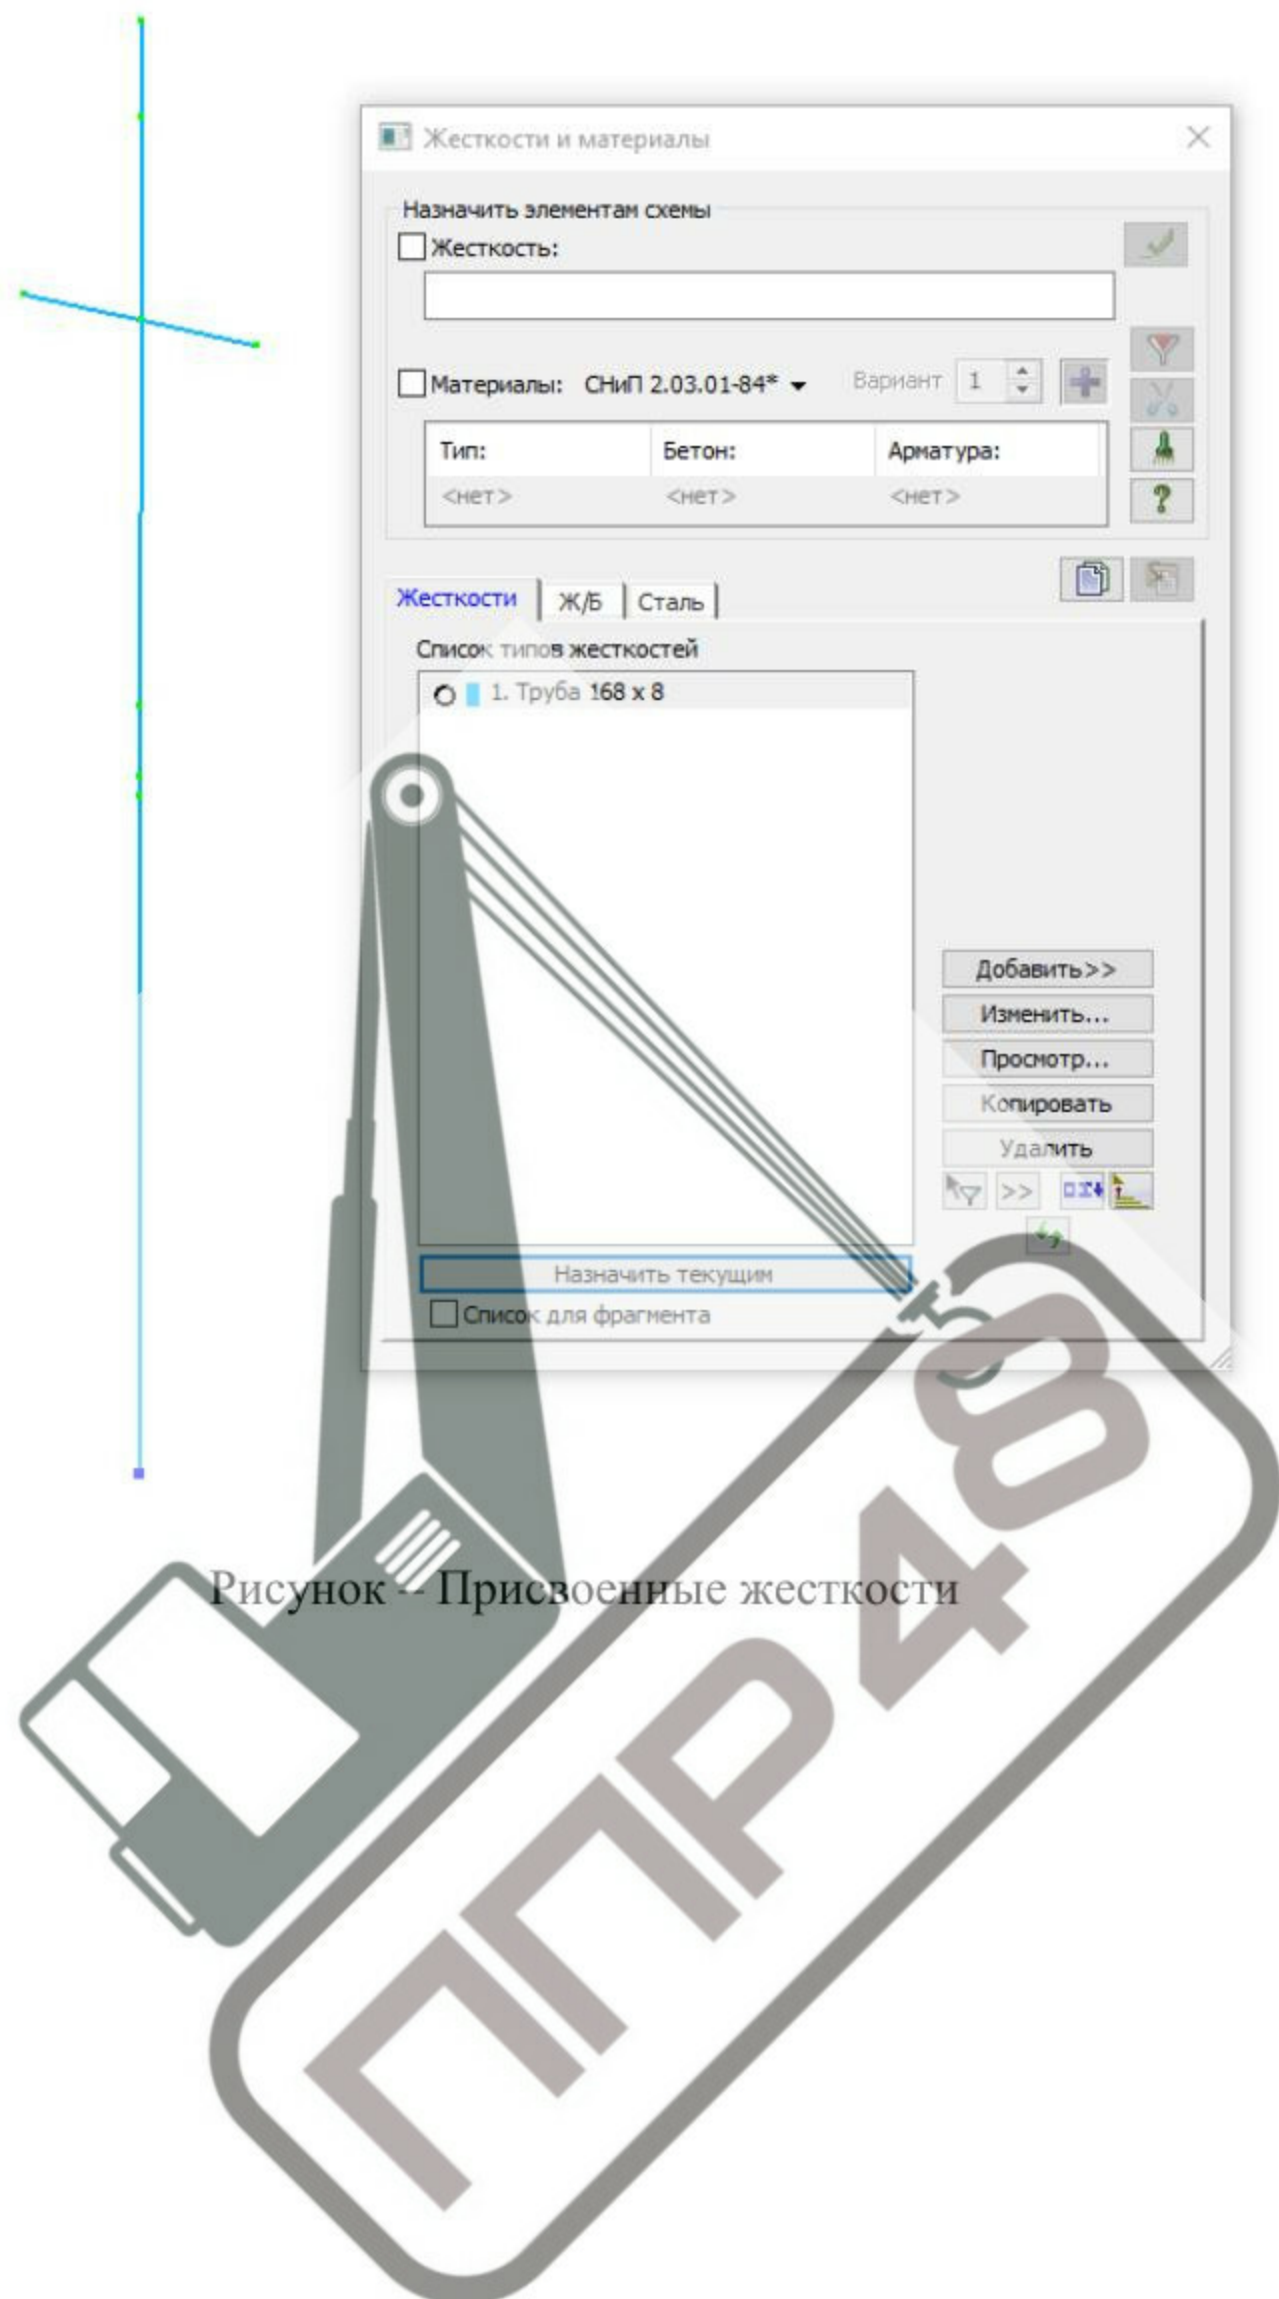 Жесткости и материалы
Назначить элементам схемы
Жесткость:
Материалы: СНиП 2.03.01-84* Вариант 1
Тип: Бетон: Арматура:
<нет> <нет> <нет>
Жесткости Ж/Б Сталь
Список типов жесткостей
1. Труба 168 x 8
Добавить>>
Изменить...
Просмотр...
Копировать
Удалить
>>
Назначить текущим
Список для фрагмента
Рисунок -- Присвоенные жесткости
ППР48